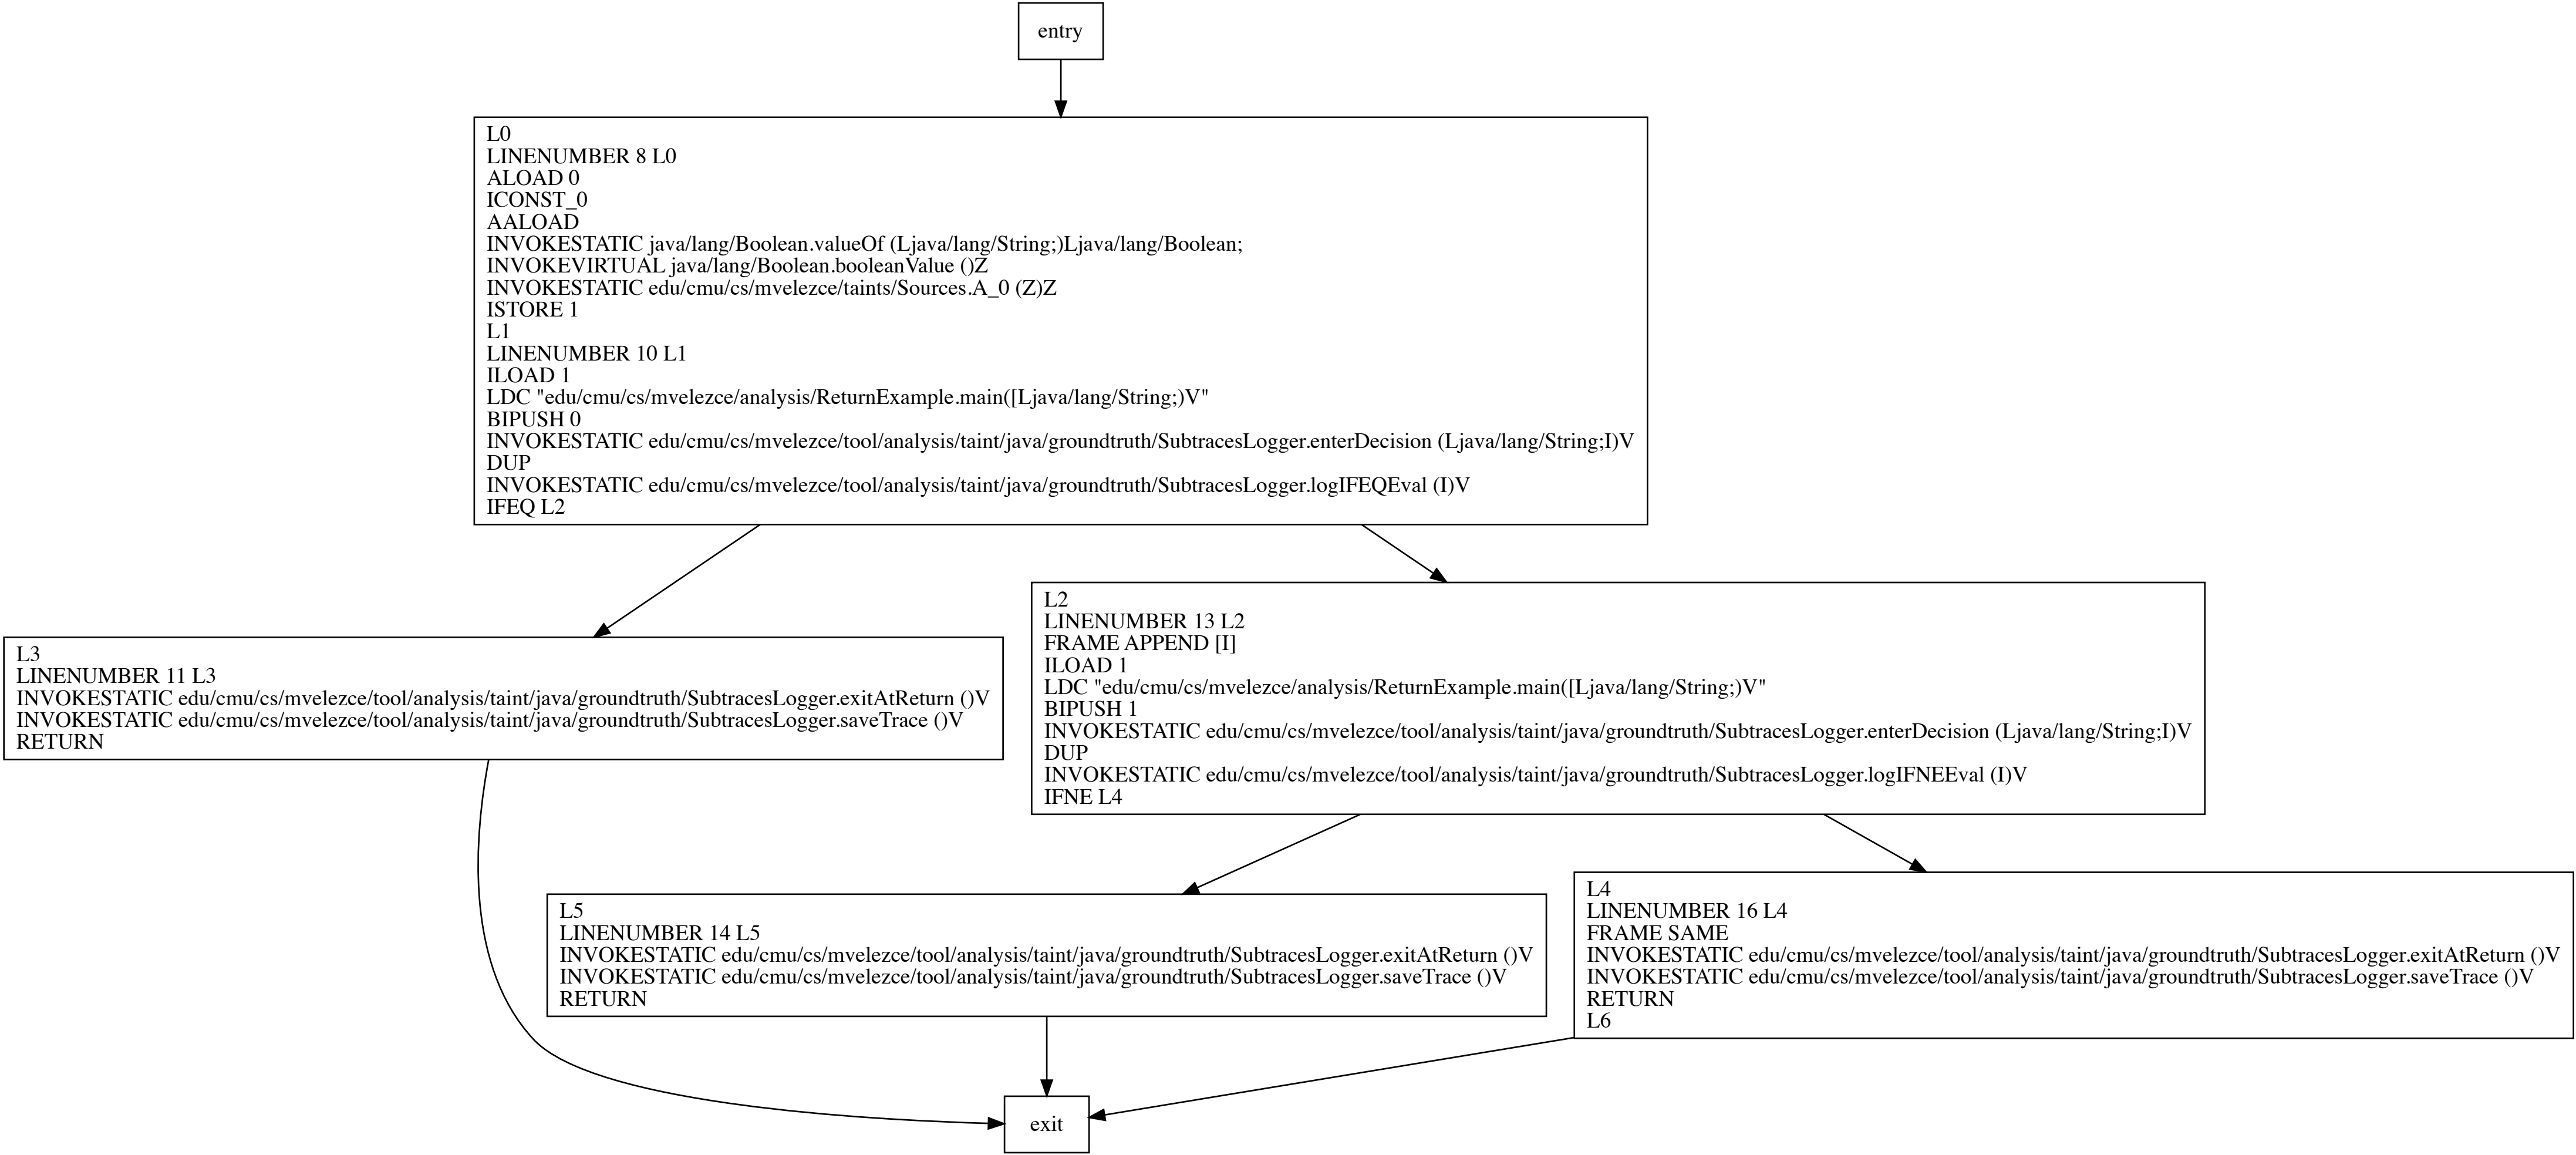 entry
L0
LINENUMBER 8 L0
ALOAD 0
ICONST_0
AALOAD
INVOKESTATIC java/lang/Boolean.valueOf (Ljava/lang/String;)Ljava/lang/Boolean;
INVOKEVIRTUAL java/lang/Boolean.booleanValue ()Z
INVOKESTATIC edu/cmu/cs/mvelezce/taints/Sources.A_0 (Z)Z
ISTORE 1
L1
LINENUMBER 10 L1
ILOAD 1
LDC "edu/cmu/cs/mvelezce/analysis/ReturnExample.main([Ljava/lang/String;)V"
BIPUSH 0
INVOKESTATIC edu/cmu/cs/mvelezce/tool/analysis/taint/java/groundtruth/SubtracesLogger.enterDecision (Ljava/lang/String;I)V
DUP
INVOKESTATIC edu/cmu/cs/mvelezce/tool/analysis/taint/java/groundtruth/SubtracesLogger.logIFEQEval (I)V
IFEQ L2
L3
LINENUMBER 11 L3
INVOKESTATIC edu/cmu/cs/mvelezce/tool/analysis/taint/java/groundtruth/SubtracesLogger.exitAtReturn ()V
INVOKESTATIC edu/cmu/cs/mvelezce/tool/analysis/taint/java/groundtruth/SubtracesLogger.saveTrace ()V
RETURN
L2
LINENUMBER 13 L2
FRAME APPEND [I]
ILOAD 1
LDC "edu/cmu/cs/mvelezce/analysis/ReturnExample.main([Ljava/lang/String;)V"
BIPUSH 1
INVOKESTATIC edu/cmu/cs/mvelezce/tool/analysis/taint/java/groundtruth/SubtracesLogger.enterDecision (Ljava/lang/String;I)V
DUP
INVOKESTATIC edu/cmu/cs/mvelezce/tool/analysis/taint/java/groundtruth/SubtracesLogger.logIFNEEval (I)V
IFNE L4
L5
LINENUMBER 14 L5
INVOKESTATIC edu/cmu/cs/mvelezce/tool/analysis/taint/java/groundtruth/SubtracesLogger.exitAtReturn ()V
INVOKESTATIC edu/cmu/cs/mvelezce/tool/analysis/taint/java/groundtruth/SubtracesLogger.saveTrace ()V
RETURN
L4
LINENUMBER 16 L4
FRAME SAME
INVOKESTATIC edu/cmu/cs/mvelezce/tool/analysis/taint/java/groundtruth/SubtracesLogger.exitAtReturn ()V
INVOKESTATIC edu/cmu/cs/mvelezce/tool/analysis/taint/java/groundtruth/SubtracesLogger.saveTrace ()V
RETURN
L6
exit